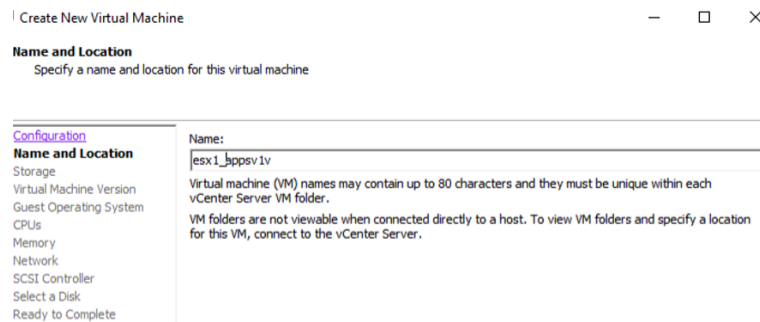 Create New Virtual Machine
Name and Location
Specify a name and location for this virtual machine
Configuration
Name and Location
Storage
Virtual Machine Version
Guest Operating System
CPUs
Memory
Network
SCSI Controller
Select a Disk
Ready to Complete
Name:
esx1_appsv1v
Virtual machine (VM) names may contain up to 80 characters and they must be unique within each
vCenter Server VM folder.
VM folders are not viewable when connected directly to a host. To view VM folders and specify a location
for this VM, connect to the vCenter Server.